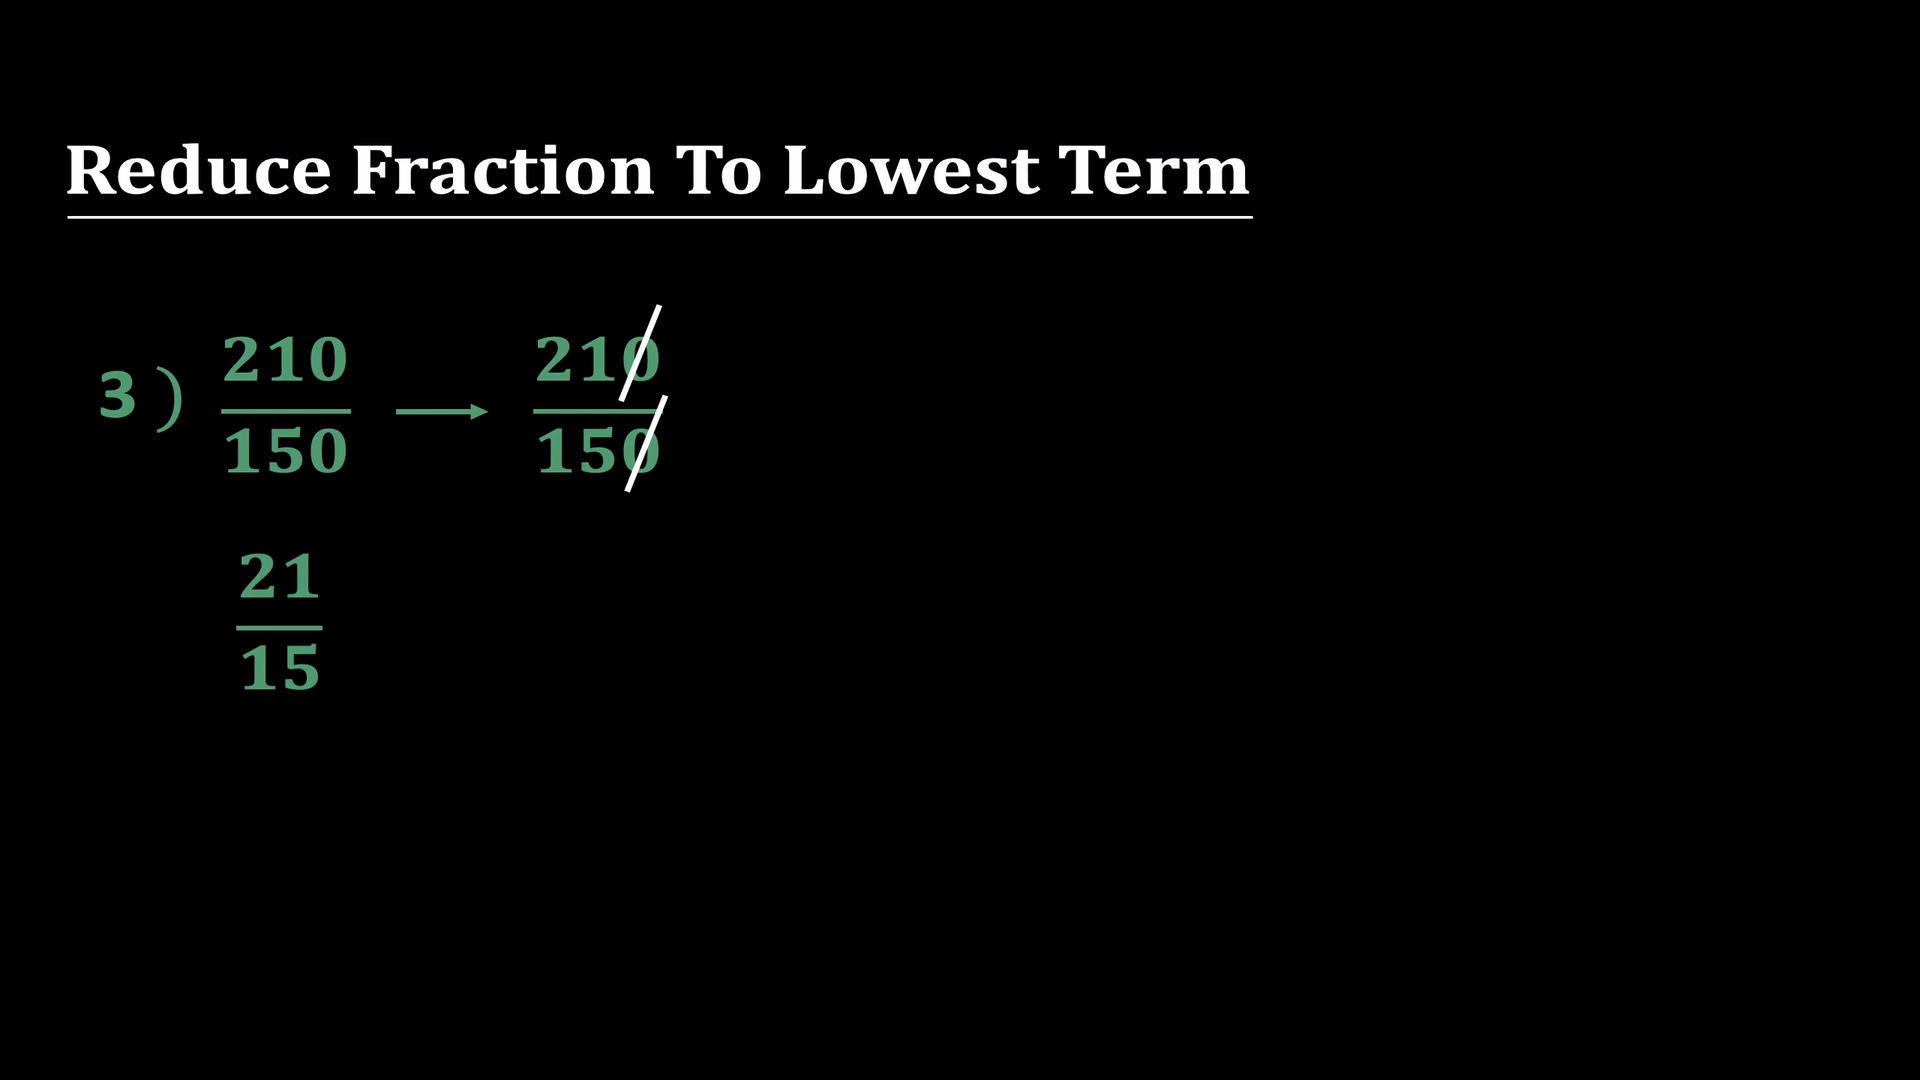 Reduce Fraction To Lowest Term
3) 210/150 → 210/150
21/15